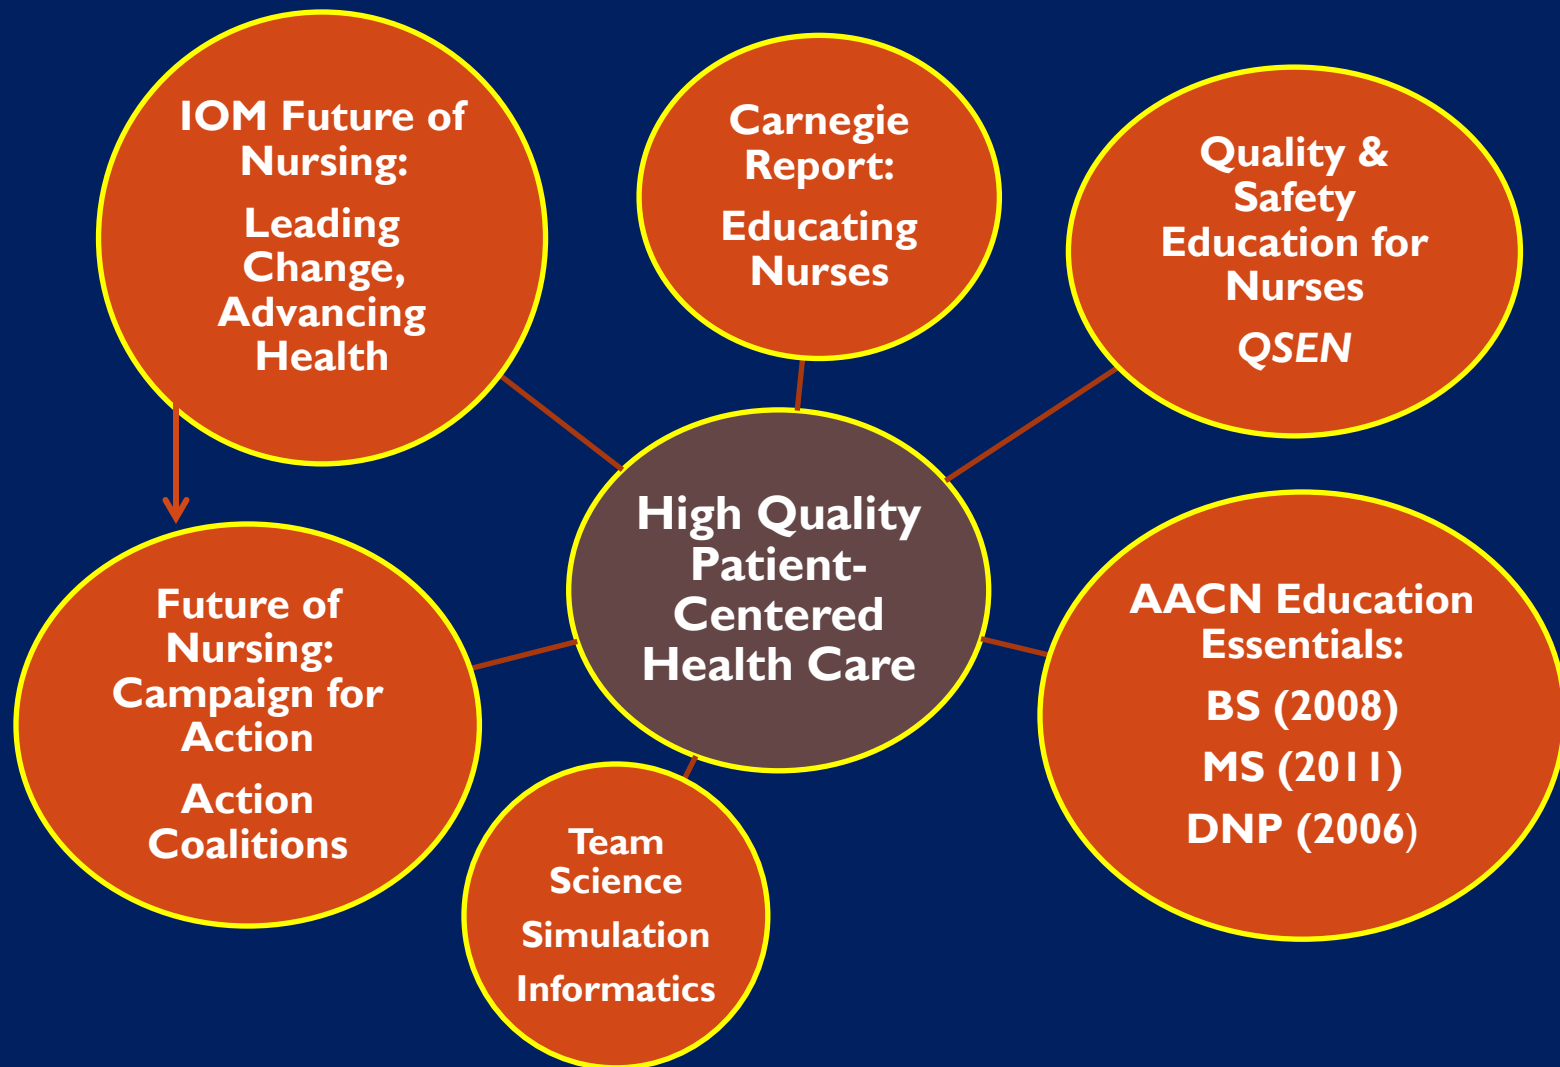 IOM Future of
Nursing:
Leading
Change,
Advancing
Health
Carnegie
Report:
Educating
Nurses
Quality &
Safety
Education for
Nurses
QSEN
High Quality
Patient-
Centered
Health Care
Future of
Nursing:
Campaign for
Action
Action
Coalitions
Team
Science
Simulation
Informatics
AACN Education
Essentials:
BS (2008)
MS (2011)
DNP (2006)